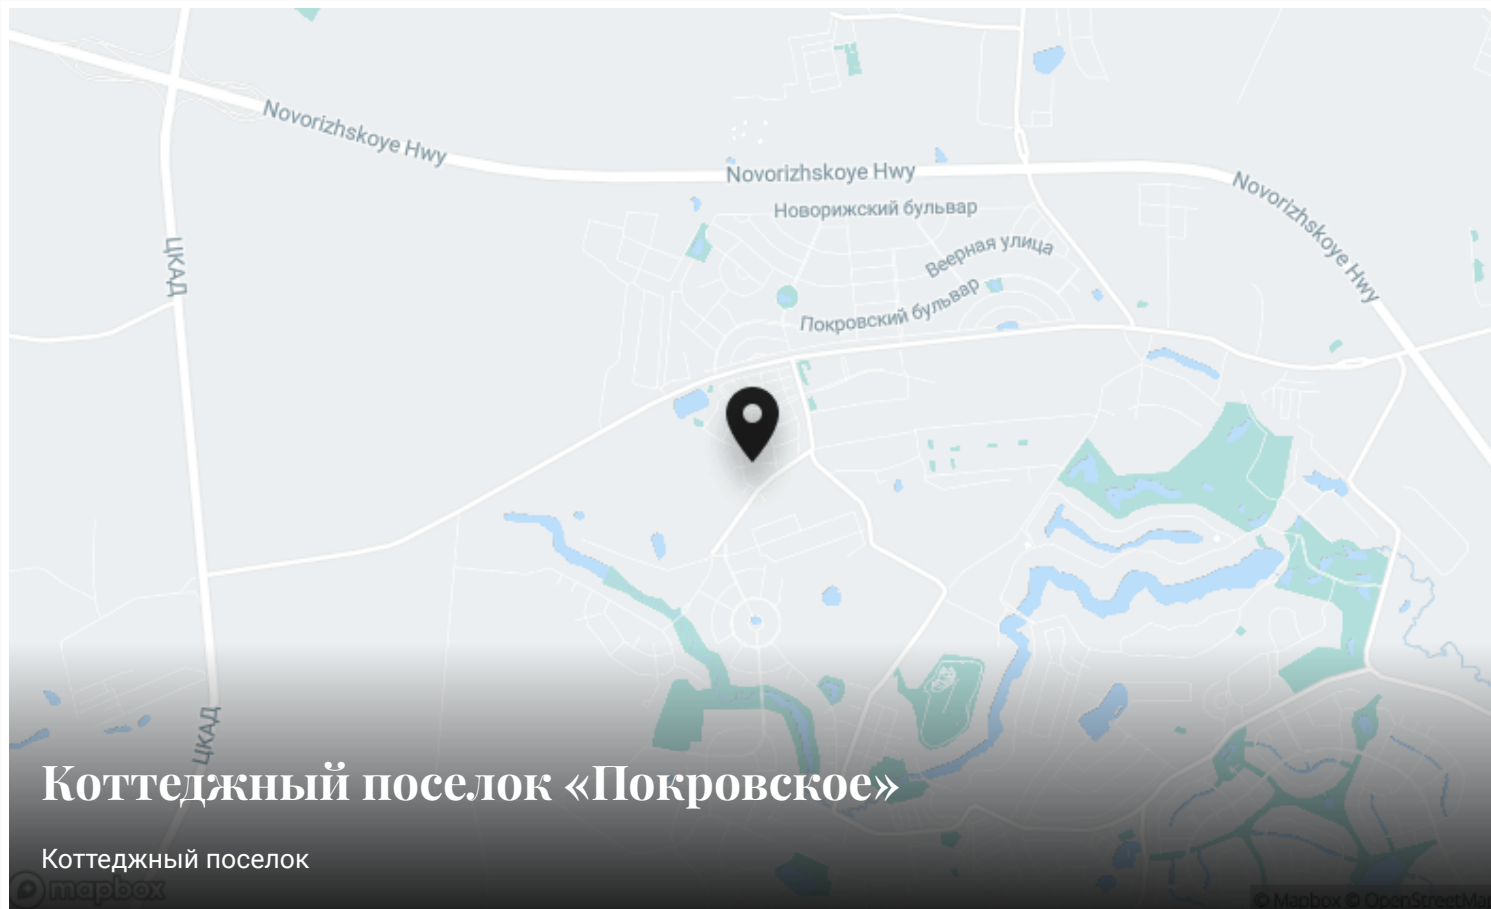 Novorizhskoye Hwy
Novorizhskoye Hwy
Novorizhskoye Hwy
Новорижский бульвар
Веерная улица
ЦКАД
Покровский бульвар
ЦКАД
Коттеджный поселок «Покровское»
Коттеджный поселок
mapbox
© Mapbox © OpenStreetMap